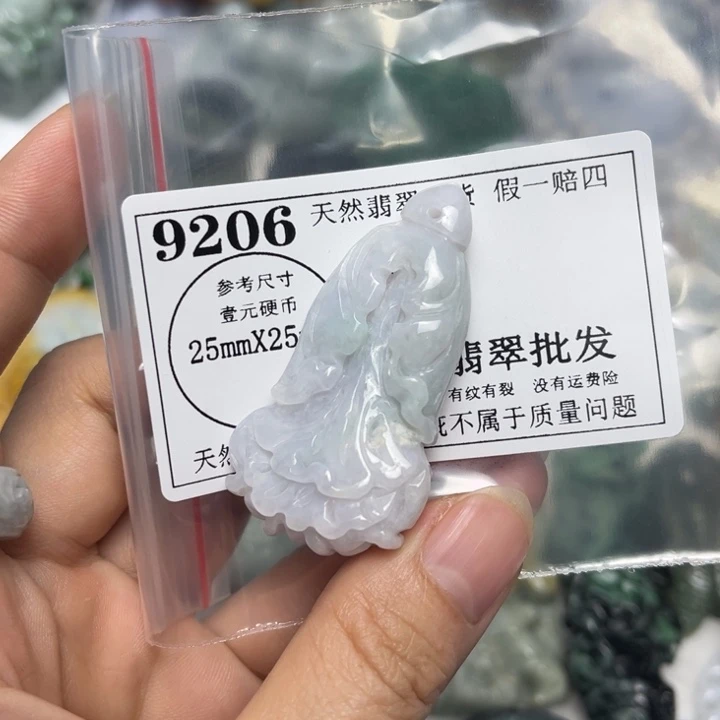 9206 天然翡翠 货 假一赔四
参考尺寸
壹元硬币
25mmX25
翡翠批发
有纹有裂 没有运费险
不属于质量问题
天然